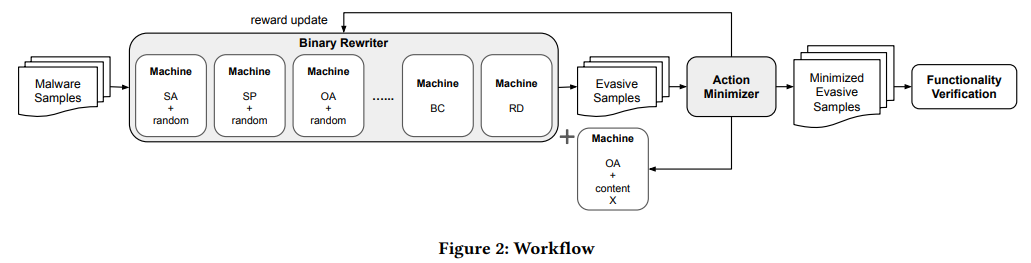 reward update
Binary Rewriter
Malware
Samples
Machine
SA
+
random
Machine
SP
+
random
Machine
OA
+
random
......
Machine
BC
Machine
RD
Evasive
Samples
Action
Minimizer
Minimized
Evasive
Samples
Functionality
Verification
+
Machine
OA
+
content
X
Figure 2: Workflow